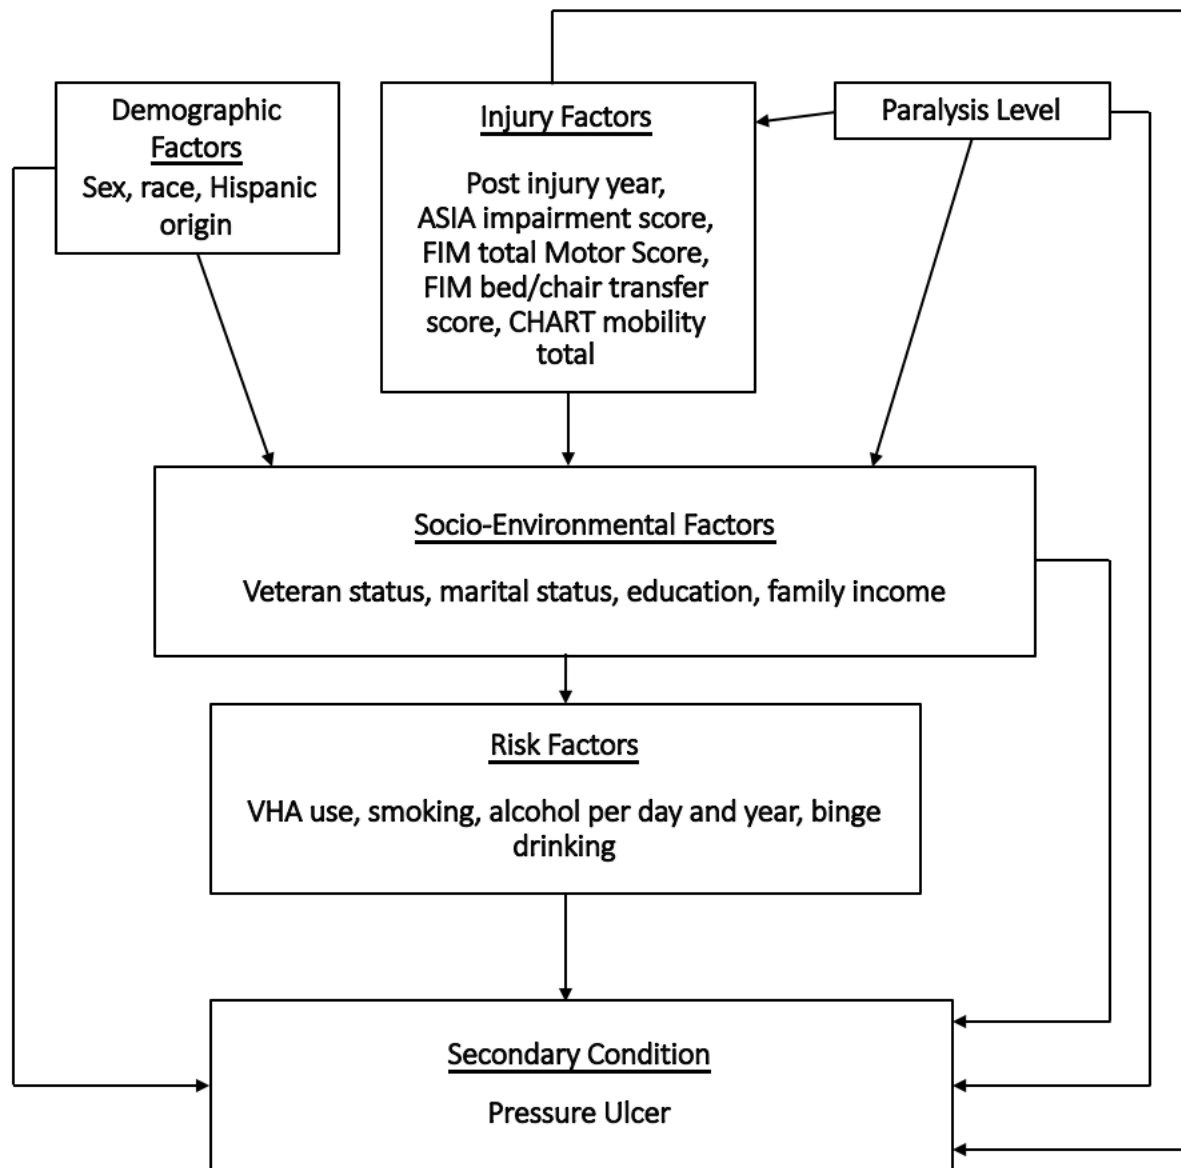 Demographic
Factors
Sex, race, Hispanic
origin
Injury Factors
Post injury year,
ASIA impairment score,
FIM total Motor Score,
FIM bed/chair transfer
score, CHART mobility
total
Paralysis Level
Socio-Environmental Factors
Veteran status, marital status, education, family income
Risk Factors
VHA use, smoking, alcohol per day and year, binge
drinking
Secondary Condition
Pressure Ulcer